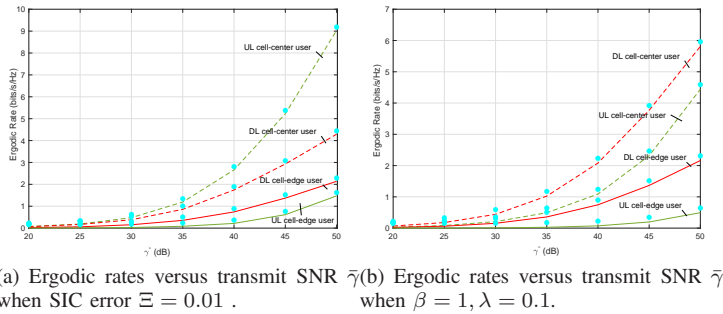 10
9
8
7
6
5
4
3
2
1
0
20 25 30 35 40 45 50
Ergodic Rate (bits/s/Hz)
γ* (dB)
UL cell-center user
DL cell-center user
DL cell-edge user
UL cell-edge user
7
6
5
4
3
2
1
0
20 25 30 35 40 45 50
Ergodic Rate (bits/s/Hz)
γ* (dB)
DL cell-center user
UL cell-center user
DL cell-edge user
UL cell-edge user
(a) Ergodic rates versus transmit SNR γ̄
when SIC error Ξ = 0.01 .
(b) Ergodic rates versus transmit SNR γ̄
when β = 1, λ = 0.1.